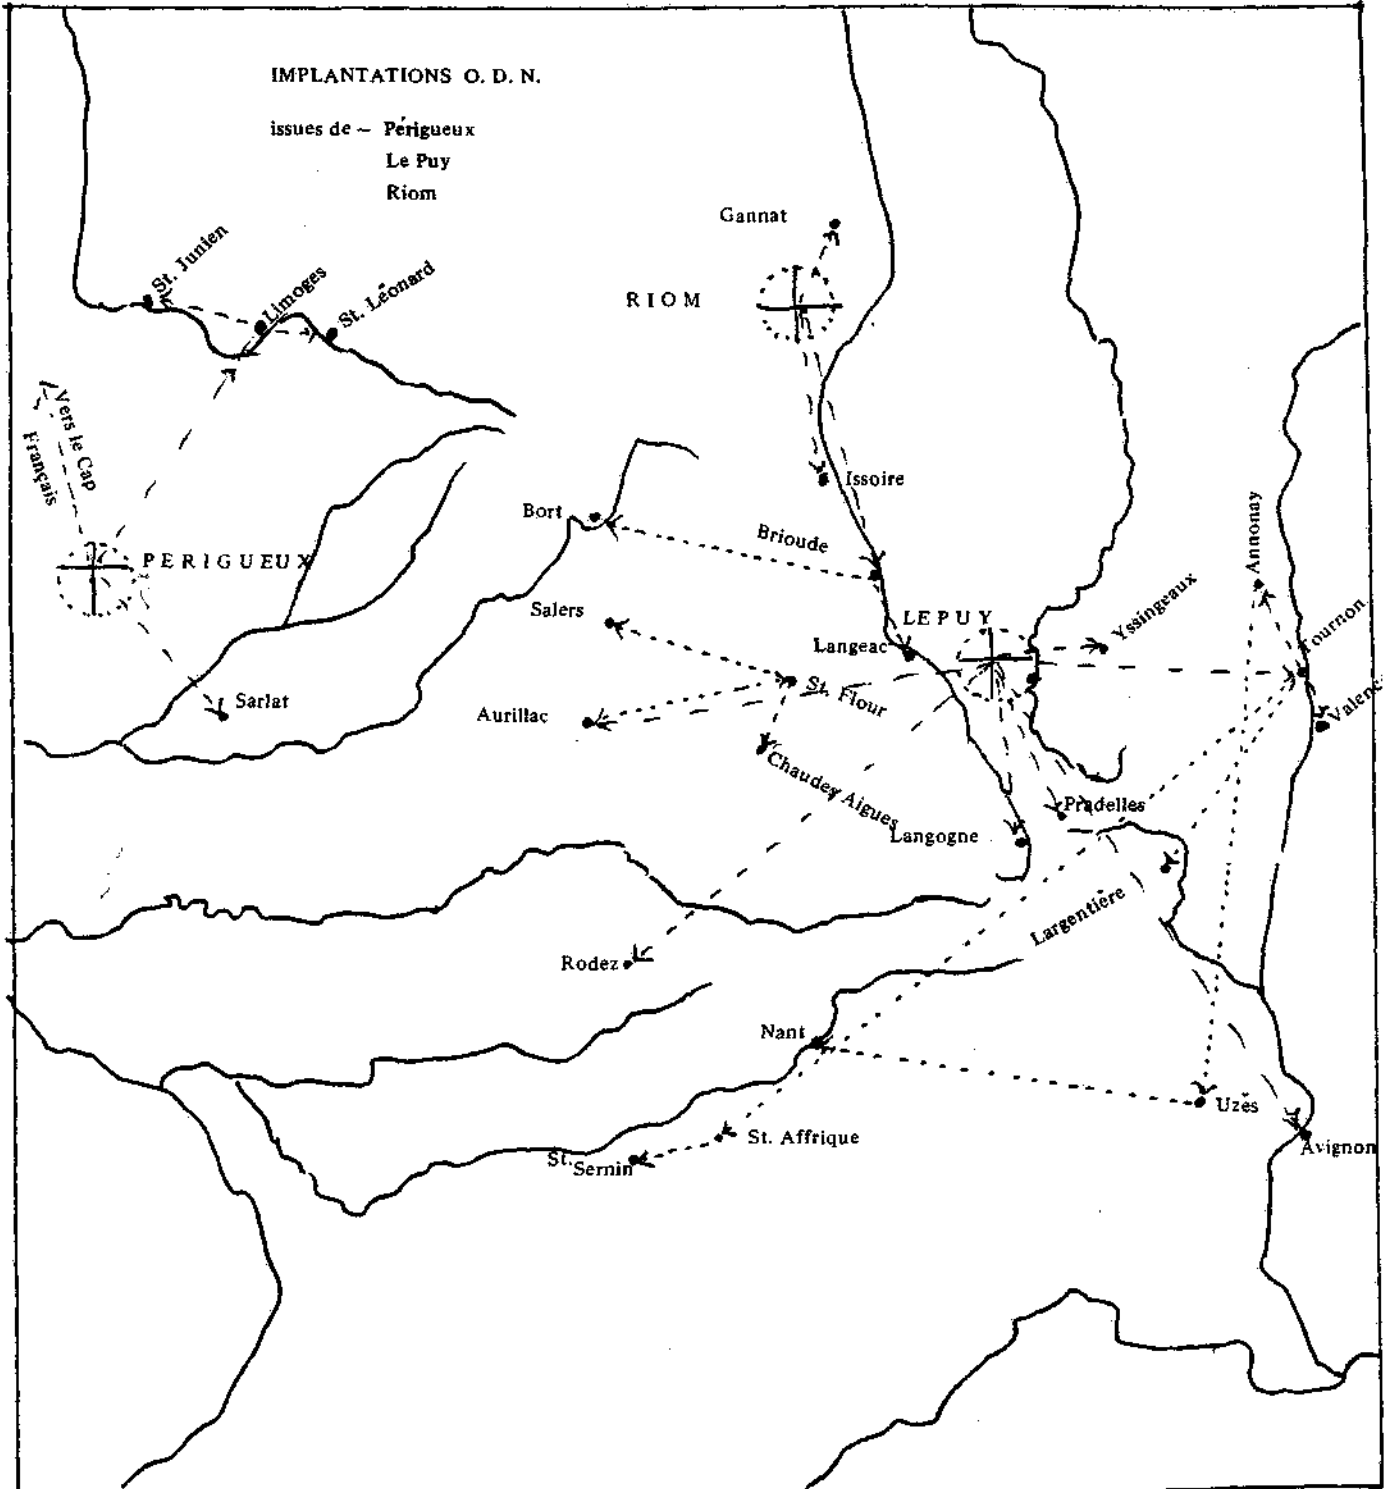 IMPLANTATIONS O. D. N.
issues de – Périgueux
Le Puy
Riom
Gannat
St. Junien
Limoges
St. Léonard
RIOM
Vers le Cap
Français
Issoire
Bort
Brioude
Annonay
PERIGUEUX
Salers
LE PUY
Yssingeaux
Tournon
Langeac
Sarlat
Aurillac
St. Flour
Valenc
Chaudes Aigues
Pradelles
Langogne
Largentière
Rodez
Nant
Uzès
St. Affrique
Avignon
St. Sernin